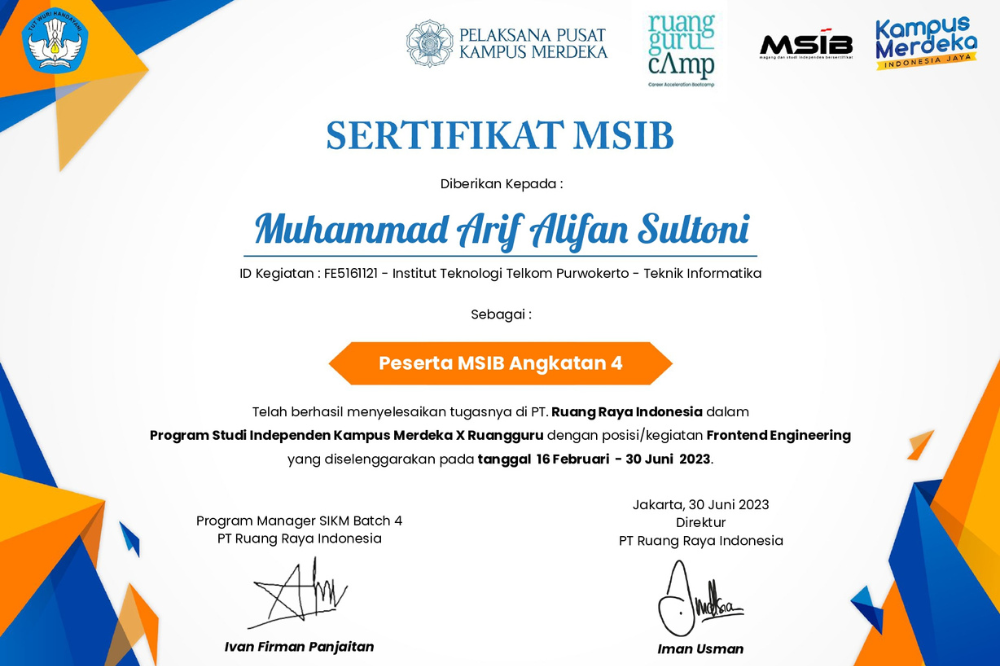 TUT WURI HANDAYANI
PELAKSANA PUSAT
KAMPUS MERDEKA
ruang
guru
cAmp
Career Acceleration Bootcamp
MSIB
magang dan studi independen bersertifikat
Kampus
Merdeka
INDONESIA JAYA
SERTIFIKAT MSIB
Diberikan Kepada :
Muhammad Arif Alifan Sultoni
ID Kegiatan : FE5161121 - Institut Teknologi Telkom Purwokerto - Teknik Informatika
Sebagai :
Peserta MSIB Angkatan 4
Telah berhasil menyelesaikan tugasnya di PT. Ruang Raya Indonesia dalam
Program Studi Independen Kampus Merdeka X Ruangguru dengan posisi/kegiatan Frontend Engineering
yang diselenggarakan pada tanggal 16 Februari - 30 Juni 2023.
Program Manager SIKM Batch 4
PT Ruang Raya Indonesia
Ivan Firman Panjaitan
Jakarta, 30 Juni 2023
Direktur
PT Ruang Raya Indonesia
Iman Usman